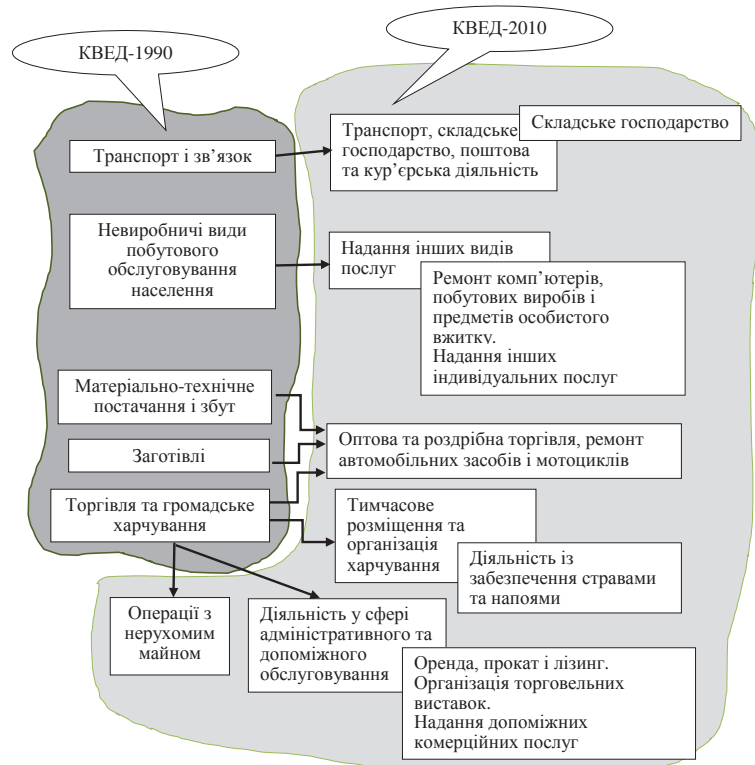 КВЕД-1990
КВЕД-2010
Транспорт і зв’язок
Транспорт, складське
господарство, поштова
та кур’єрська діяльність
Складське господарство
Невиробничі види
побутового
обслуговування
населення
Надання інших видів
послуг
Ремонт комп’ютерів,
побутових виробів і
предметів особистого
вжитку.
Надання інших
індивідуальних послуг
Матеріально-технічне
постачання і збут
Заготівлі
Торгівля та громадське
харчування
Оптова та роздрібна торгівля, ремонт
автомобільних засобів і мотоциклів
Тимчасове
розміщення та
організація
харчування
Діяльність із
забезпечення стравами
та напоями
Операції з
нерухомим
майном
Діяльність у сфері
адміністративного та
допоміжного
обслуговування
Оренда, прокат і лізинг.
Організація торговельних
виставок.
Надання допоміжних
комерційних послуг